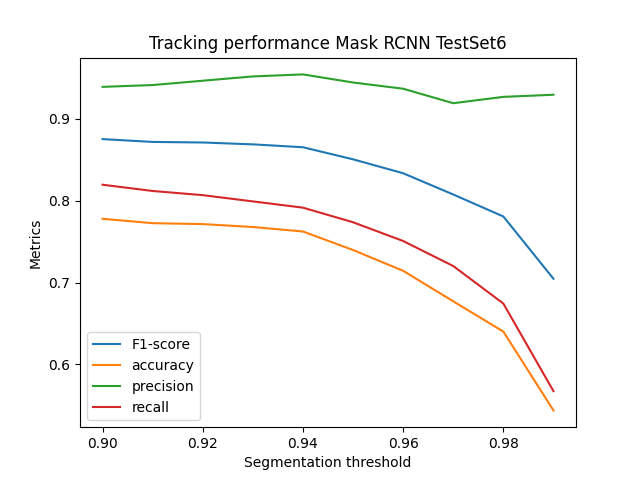 Tracking performance Mask RCNN TestSet6
Metrics
0.9
0.8
0.7
0.6
F1-score
accuracy
precision
recall
0.90 0.92 0.94 0.96 0.98
Segmentation threshold